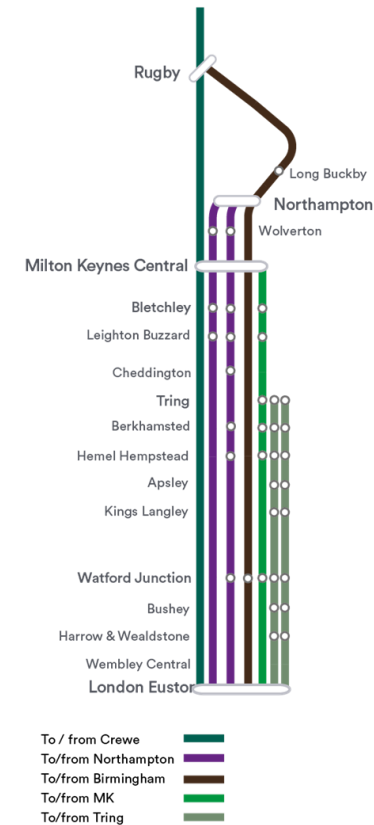 Rugby
Long Buckby
Northampton
Wolverton
Milton Keynes Central
Bletchley
Leighton Buzzard
Cheddington
Tring
Berkhamsted
Hemel Hempstead
Apsley
Kings Langley
Watford Junction
Bushey
Harrow & Wealdstone
Wembley Central
London Euston
To / from Crewe
To/from Northampton
To/from Birmingham
To/from MK
To/from Tring